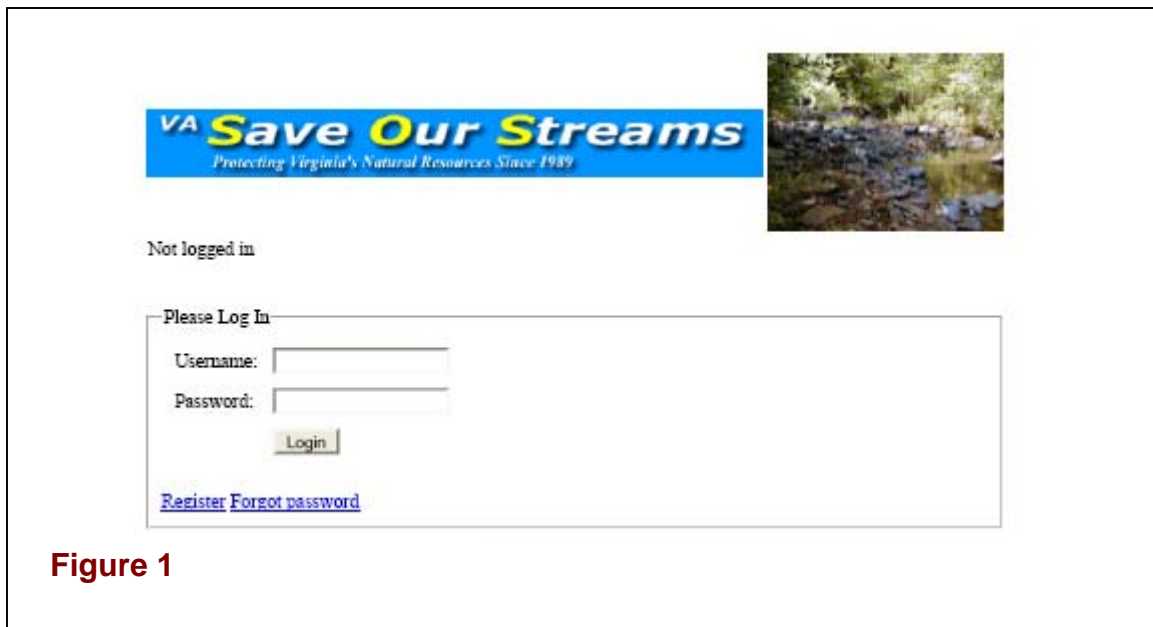 VA Save Our Streams
Protecting Virginia's Natural Resources Since 1989
Not logged in
Please Log In
Username:
Password:
Login
Register Forgot password
Figure 1